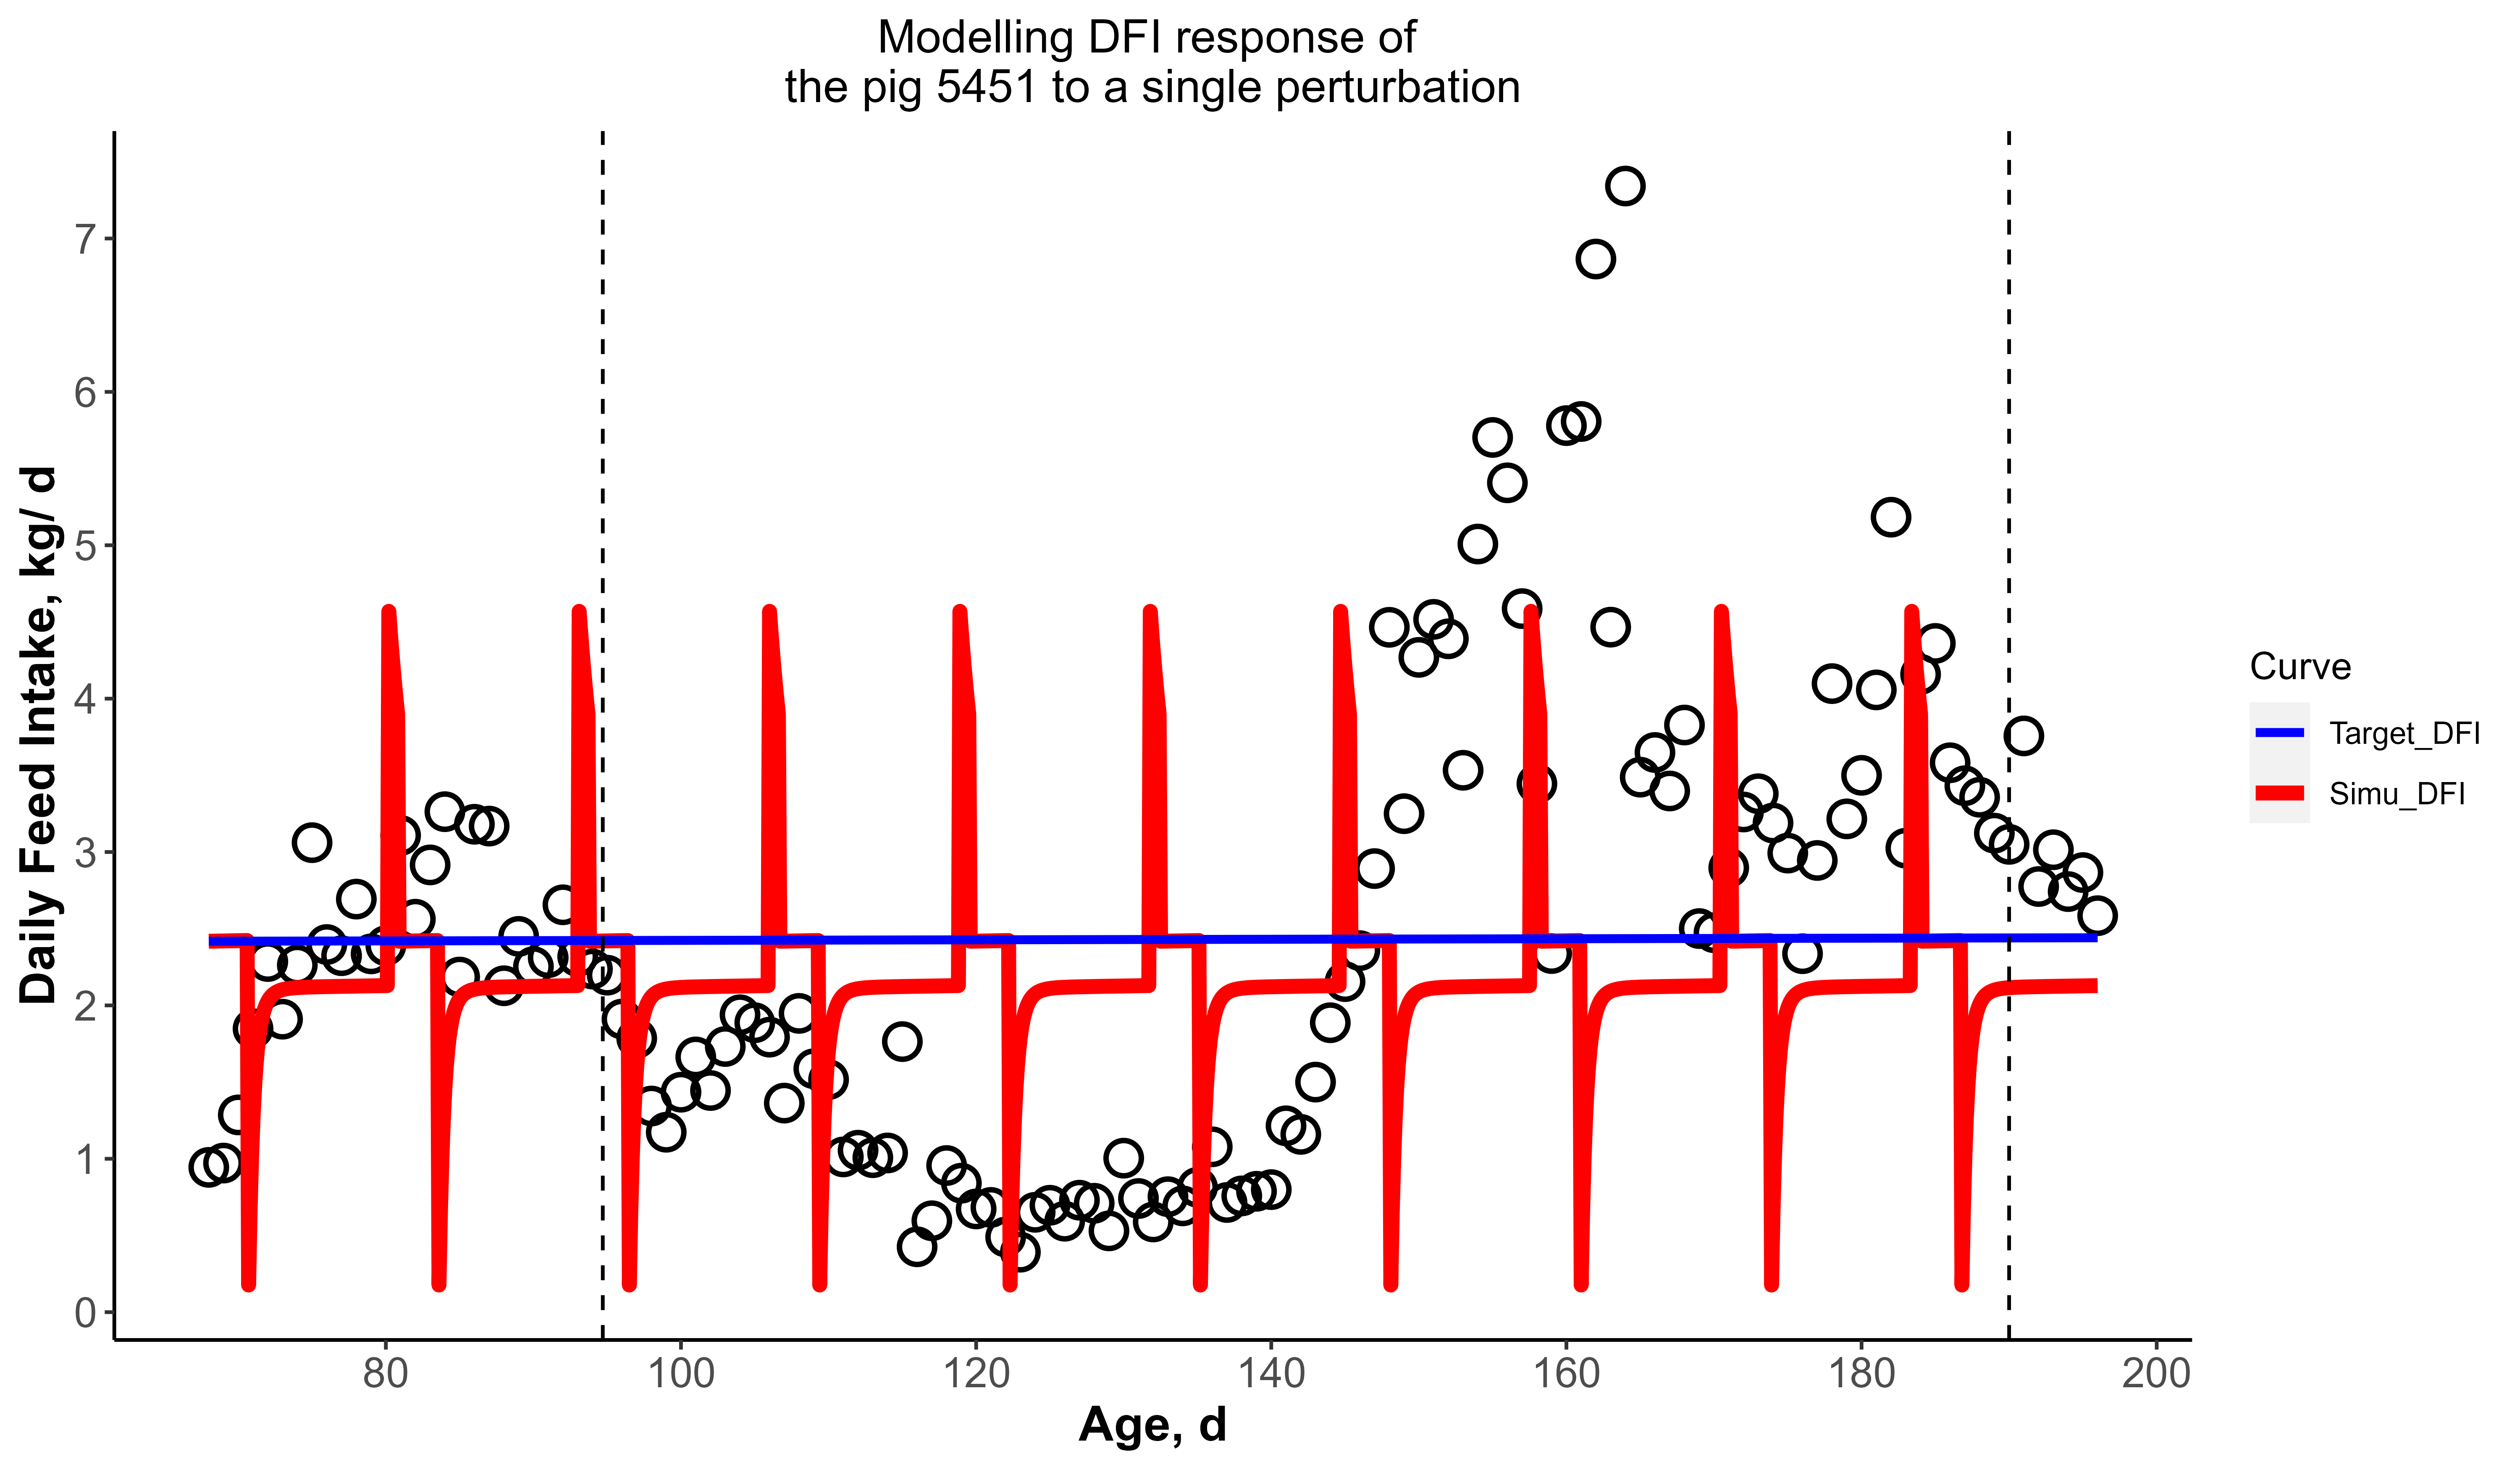 Modelling DFI response of
the pig 5451 to a single perturbation
Daily Feed Intake, kg/ d
7
6
5
4
3
2
1
0
80
100
120
140
160
180
200
Age, d
Curve
Target_DFI
Simu_DFI